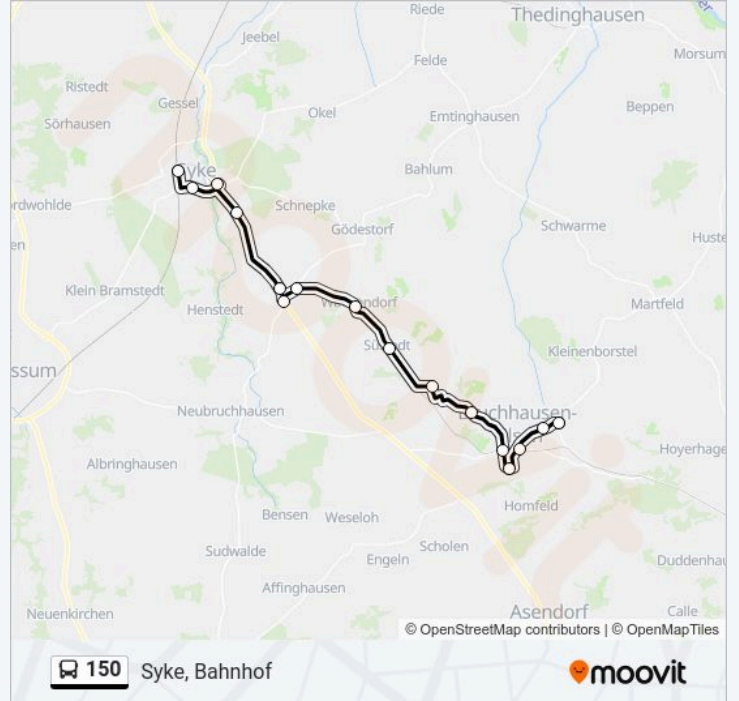 Riede
Thedinghausen
Jeebel
Morsum
Felde
Ristedt
Gessel
Beppen
Okel
Emtinghausen
Sörhausen
Syke
Bahlum
ordwohlde
Schnepke
Schwarme
Gödestorf
Huste
en
Klein Bramstedt
Henstedt
Martfeld
Kleinenborstel
ssum
Neubruchhausen
Hoyerhage
Albringhausen
Homfeld
Bensen
Weseloh
Scholen
Sudwalde
Engeln
Duddenhau
Affinghausen
Neuenkirchen
Asendorf
Calle
© OpenStreetMap contributors | © OpenMapTiles
150 Syke, Bahnhof
moovit